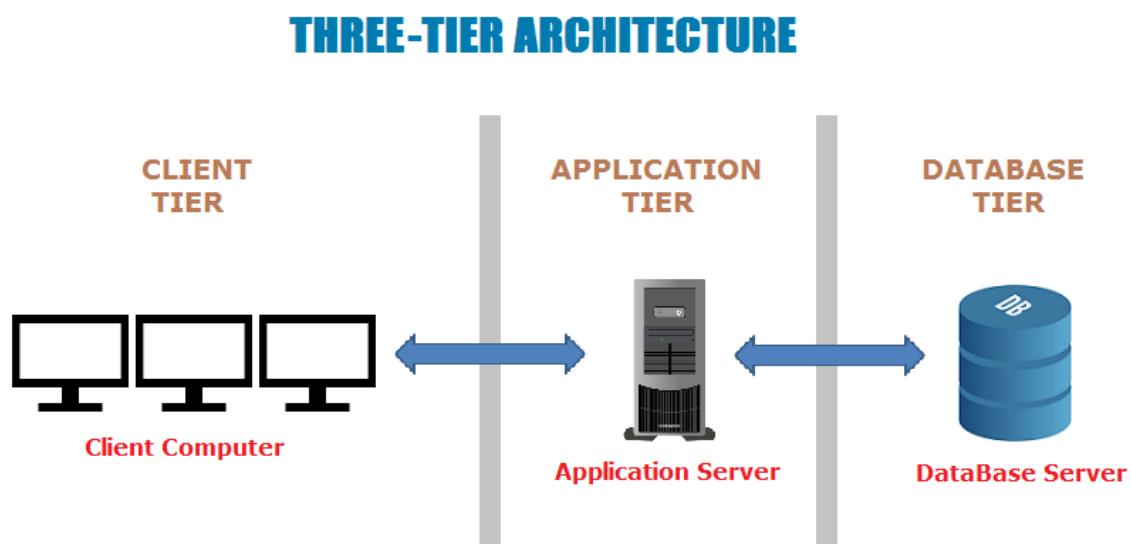 THREE-TIER ARCHITECTURE
CLIENT
TIER
APPLICATION
TIER
DATABASE
TIER
DB
Client Computer
Application Server
DataBase Server